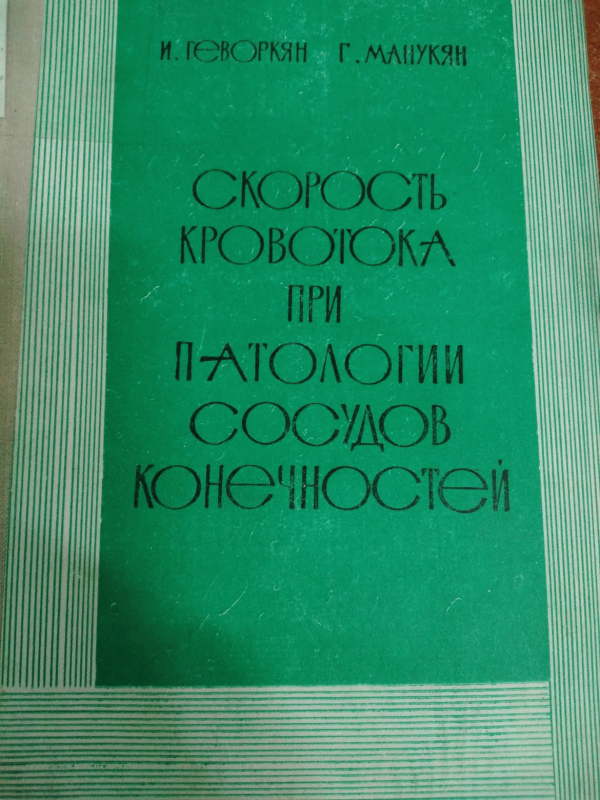 И. ГЕВОРКЯН Г. МАНУКЯН
СКОРОСТЬ
КРОВОТОКА
ПРИ
ПАТОЛОГИИ
СОСУДОВ
КОНЕЧНОСТЕЙ